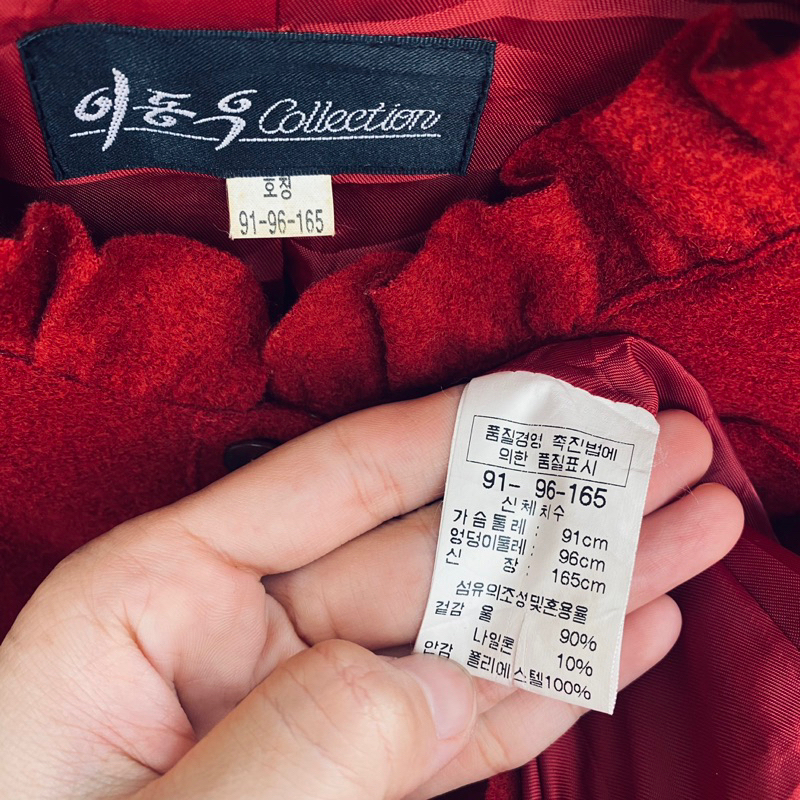 이동우 Collection
호칭
91-96-165
품질경영 촉진법에
의한 품질표시
91- 96-165
신체치수
가슴둘레 : 91cm
엉덩이둘레 : 96cm
신 장 : 165cm
섬유의조성및혼용율
겉감 울 90%
나일론 10%
안감 폴리에스텔100%